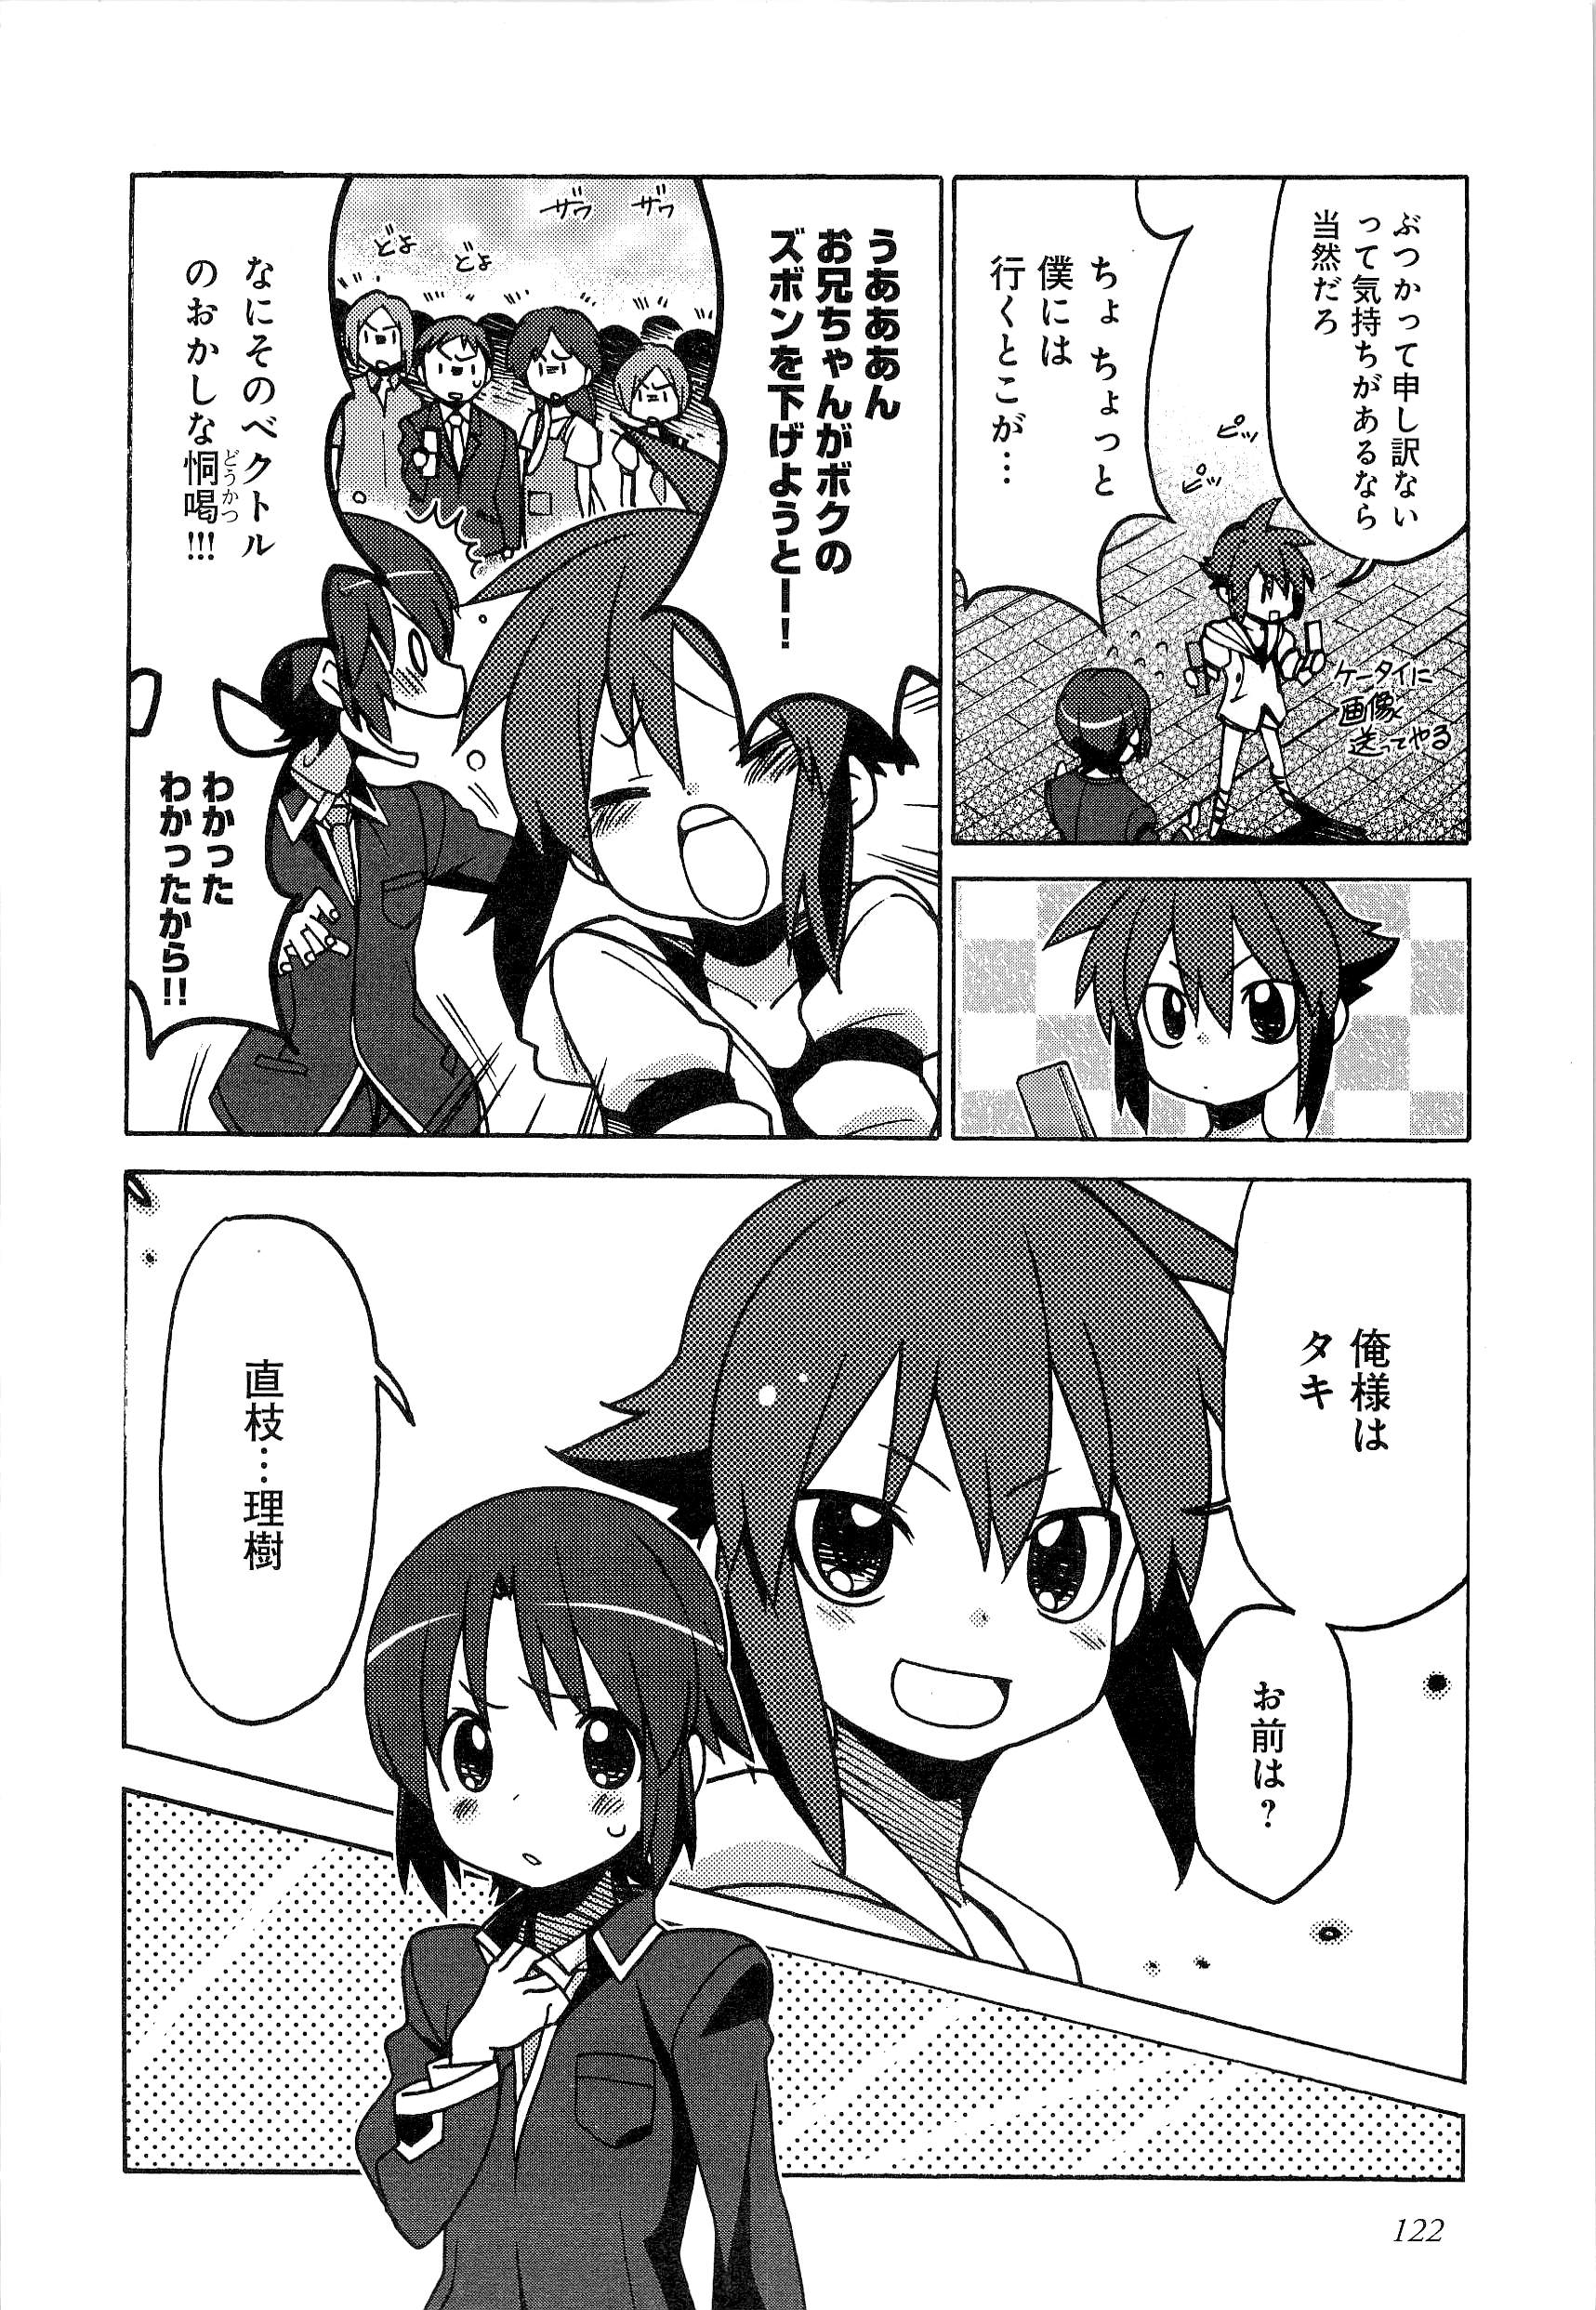 ぶつかって申し訳ない
って気持ちがあるなら
当然だろ
ピッ
ピッ
ケータイに
画像
送ってやる
ちょ ちょっと
僕には
行くとこが…
うああああん
お兄ちゃんがボクの
ズボンを下げようとー!
ザワ
ザワ
どよ
どよ
なにそのベクトル
のおかしな恫喝!!!
どうかつ
わかった
わかったから!!
俺様は
タキ
お前は?
直枝…理樹
122